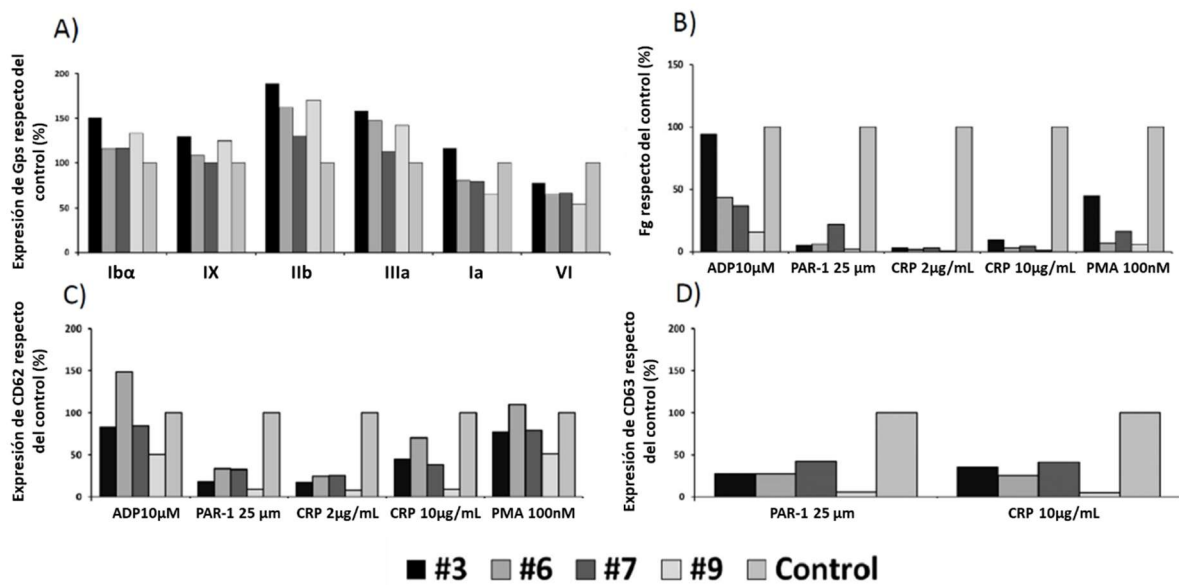 A)
Expresión de Gps respecto del
control (%)
200
150
100
50
0
Ibα IX IIb IIIa Ia VI
B)
Fg respecto del control (%)
150
100
50
0
ADP10µM PAR-1 25 µm CRP 2µg/mL CRP 10µg/mL PMA 100nM
C)
Expresión de CD62 respecto
del control (%)
200
150
100
50
0
ADP10µM PAR-1 25 µm CRP 2µg/mL CRP 10µg/mL PMA 100nM
D)
Expresión de CD63 respecto
del control (%)
200
150
100
50
0
PAR-1 25 µm CRP 10µg/mL
#3 #6 #7 #9 Control